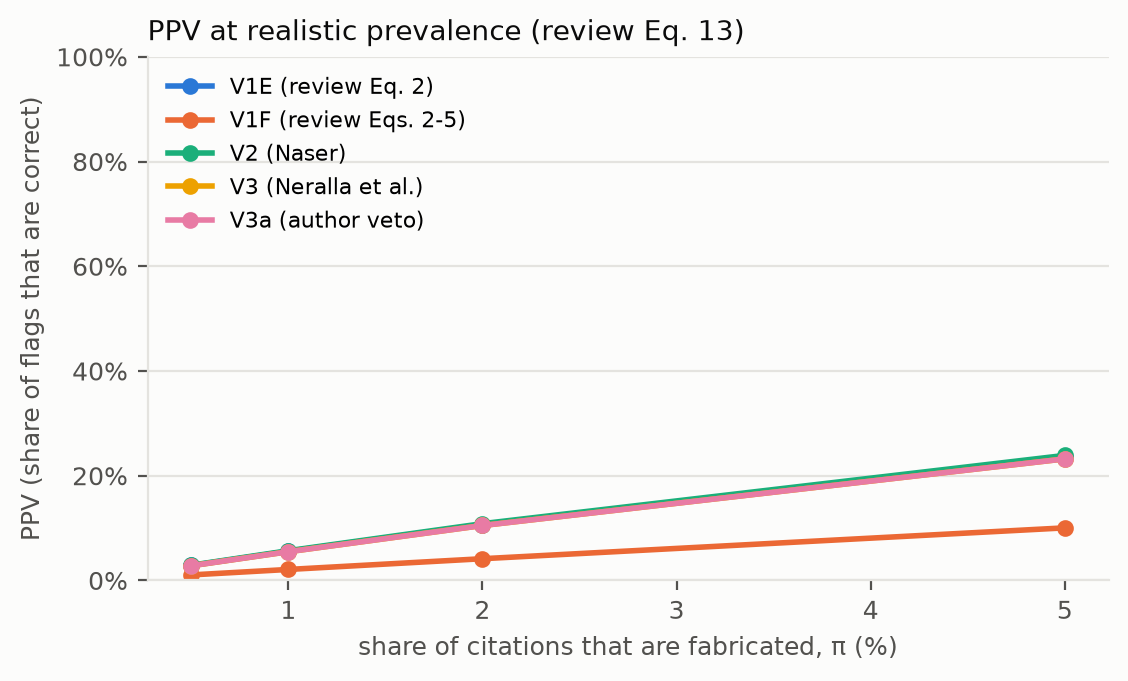 PPV at realistic prevalence (review Eq. 13)
PPV (share of flags that are correct)
100%
80%
60%
40%
20%
0%
V1E (review Eq. 2)
V1F (review Eqs. 2-5)
V2 (Naser)
V3 (Neralla et al.)
V3a (author veto)
1 2 3 4 5
share of citations that are fabricated, π (%)